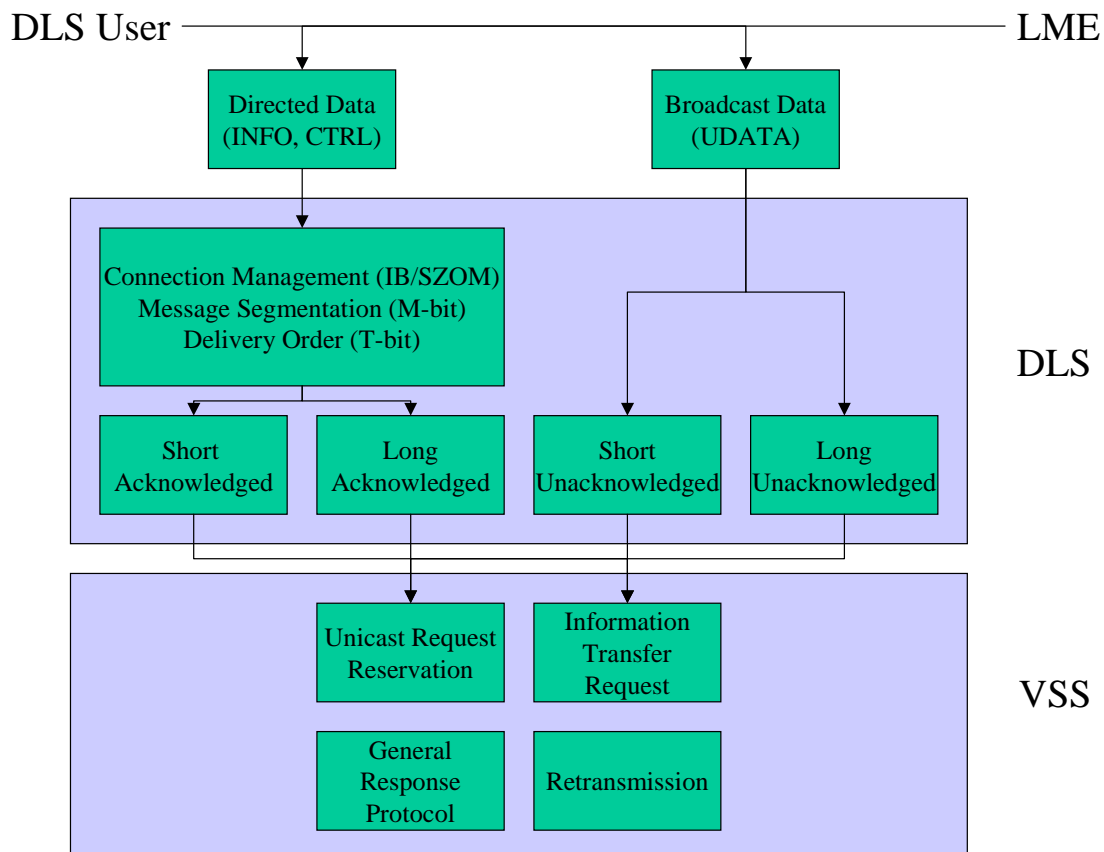 DLS User
LME
Directed Data
(INFO, CTRL)
Broadcast Data
(UDATA)
Connection Management (IB/SZOM)
Message Segmentation (M-bit)
Delivery Order (T-bit)
DLS
Short
Acknowledged
Long
Acknowledged
Short
Unacknowledged
Long
Unacknowledged
Unicast Request
Reservation
Information
Transfer
Request
VSS
General
Response
Protocol
Retransmission